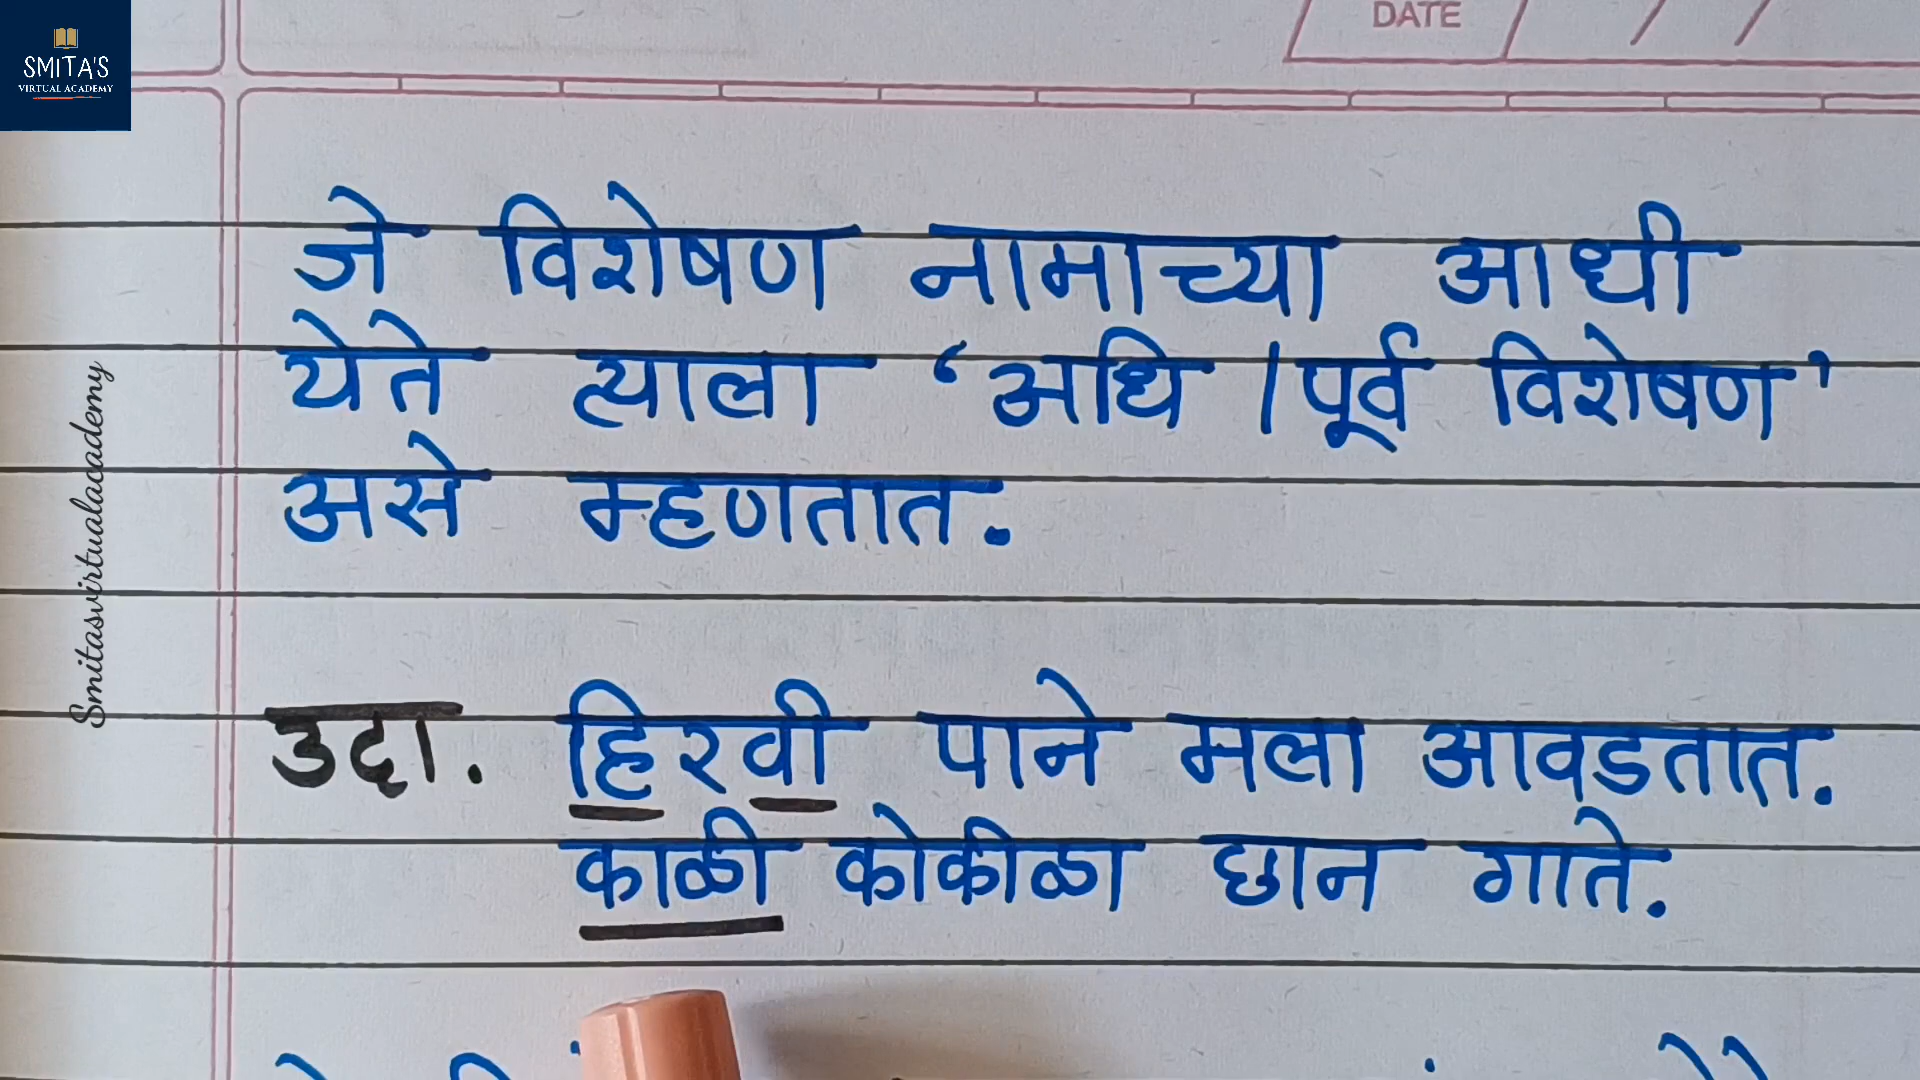 DATE / /
SMITA'S
VIRTUAL ACADEMY
जे विशेषण नामाच्या आधी
येते त्याला ‘अधि / पूर्व विशेषण’
असे म्हणतात.
Smitasvirtualacademy
उदा. हिरवी पाने मला आवडतात.
काळी कोकीळा छान गाते.